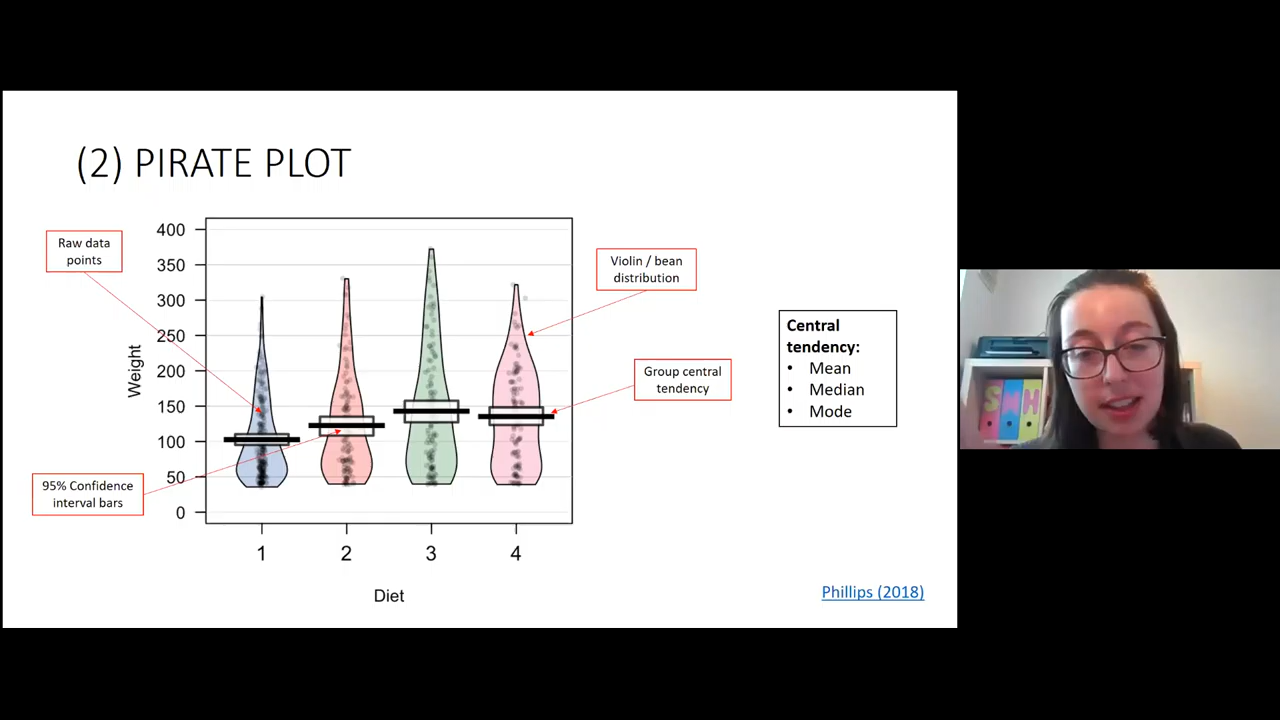 (2) PIRATE PLOT
Raw data
points
95% Confidence
interval bars
Weight
400
350
300
250
200
150
100
50
0
1 2 3 4
Diet
Violin / bean
distribution
Group central
tendency
Central
tendency:
• Mean
• Median
• Mode
Phillips (2018)
S M H